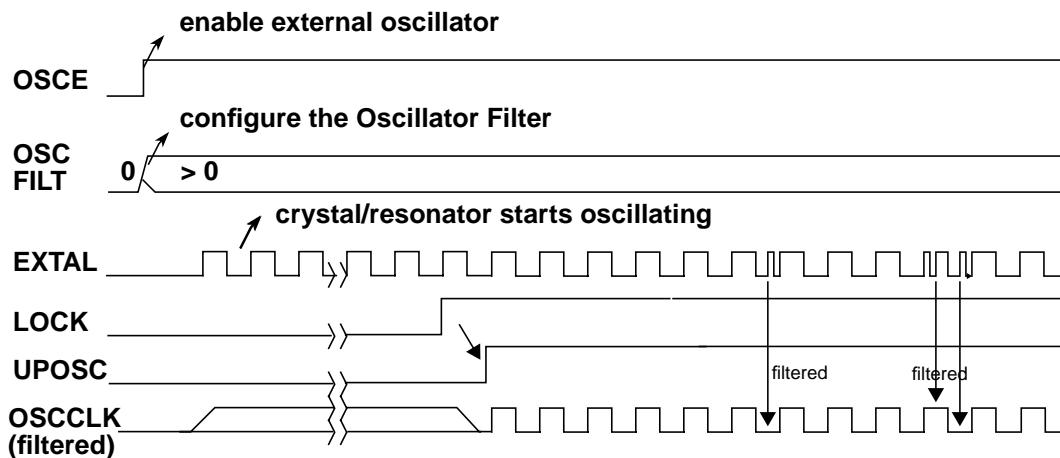 enable external oscillator
OSCE
configure the Oscillator Filter
OSC
FILT
0
> 0
crystal/resonator starts oscillating
EXTAL
LOCK
UPOSC
filtered
filtered
OSCCLK
(filtered)